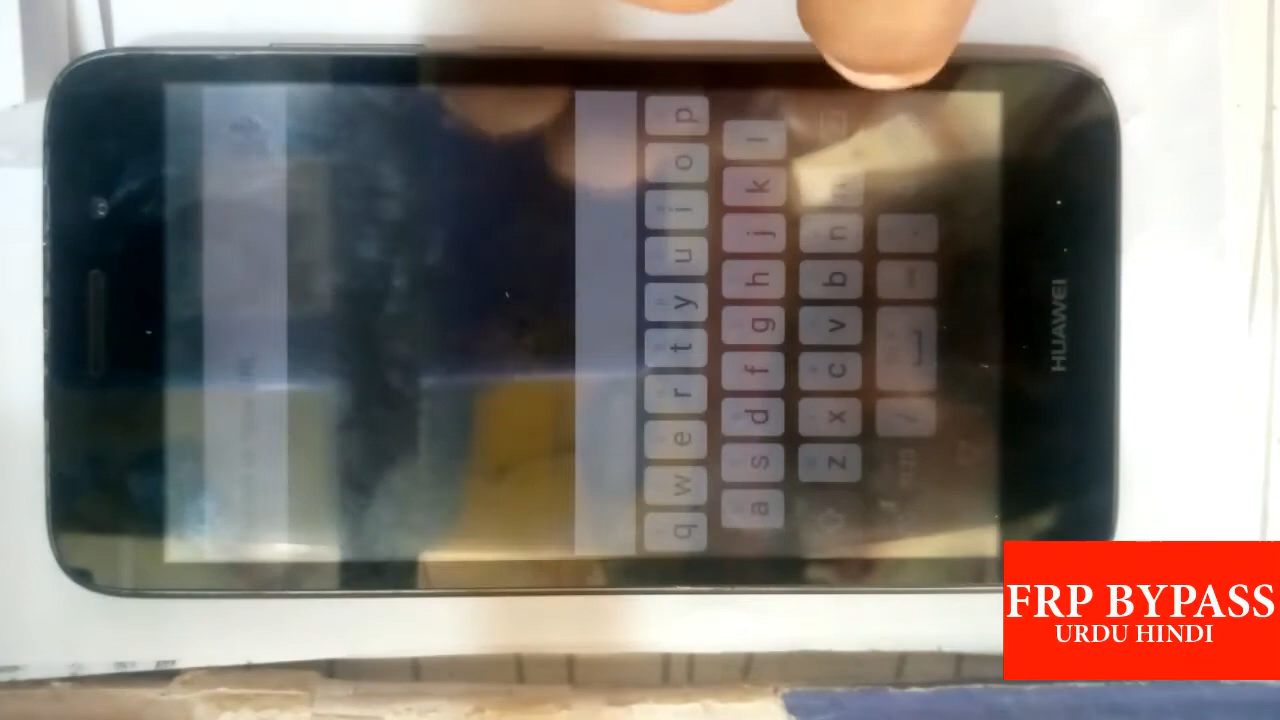 q w e r t y u i o p
a s d f g h j k l
z x c v b n
/ .
HUAWEI
FRP BYPASS
URDU HINDI